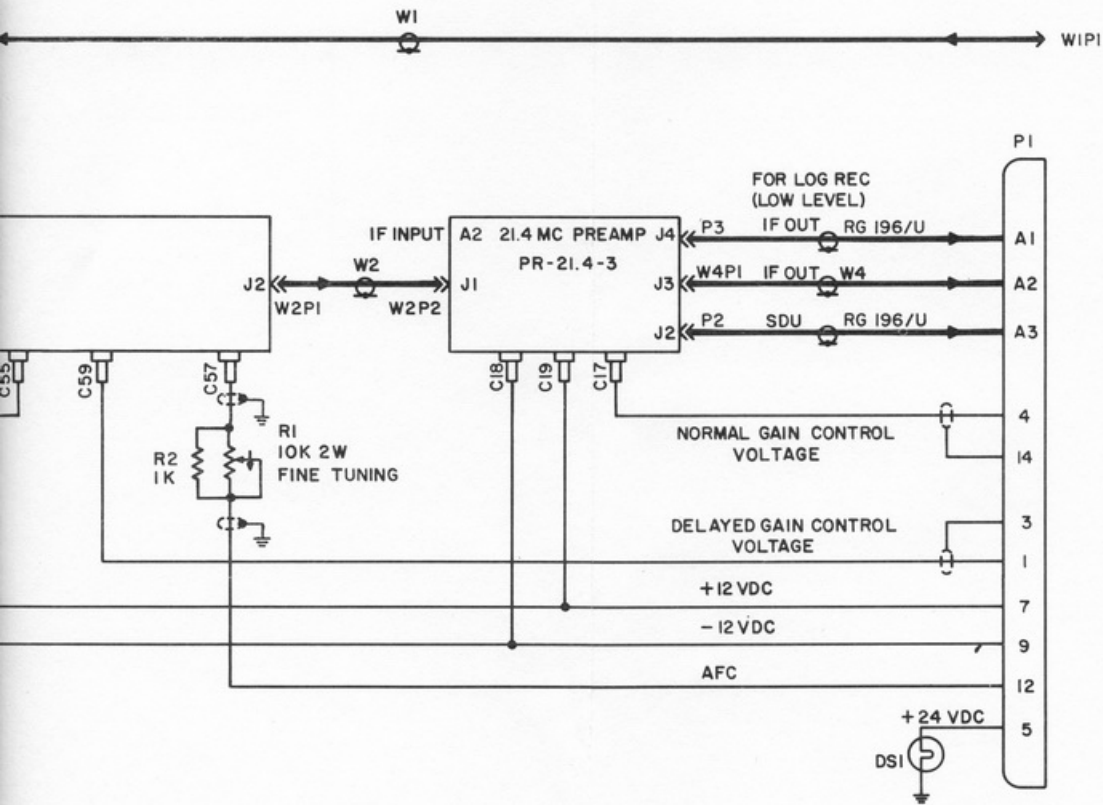 W1
W1P1
P1
FOR LOG REC
(LOW LEVEL)
IF INPUT
A2 21.4 MC PREAMP
PR-21.4-3
J4
P3
IF OUT
RG 196/U
A1
J2
W2
W2P1
W2P2
J1
J3
W4P1
IF OUT
W4
A2
J2
P2
SDU
RG 196/U
A3
C55
C59
C57
C18
C19
C17
4
NORMAL GAIN CONTROL
VOLTAGE
14
R2
1K
R1
10K 2W
FINE TUNING
3
DELAYED GAIN CONTROL
VOLTAGE
1
+12 VDC
7
-12 VDC
9
AFC
12
+24 VDC
5
DS1